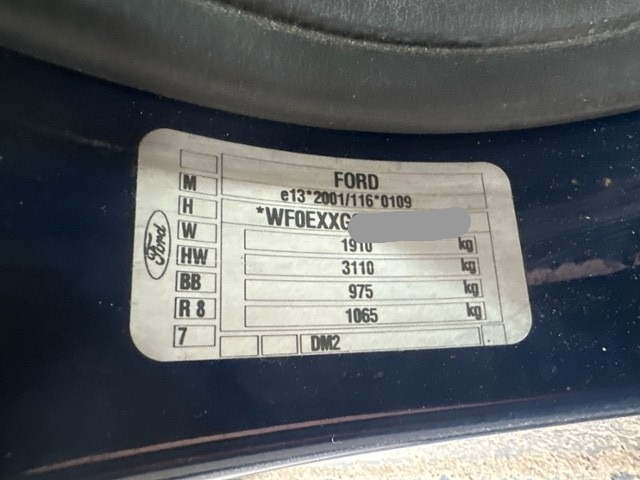 FORD
e13*2001/116*0109
*WF0EXXG
1910 kg
3110 kg
975 kg
1065 kg
DM2
M
H
W
HW
BB
R 8
7
Ford